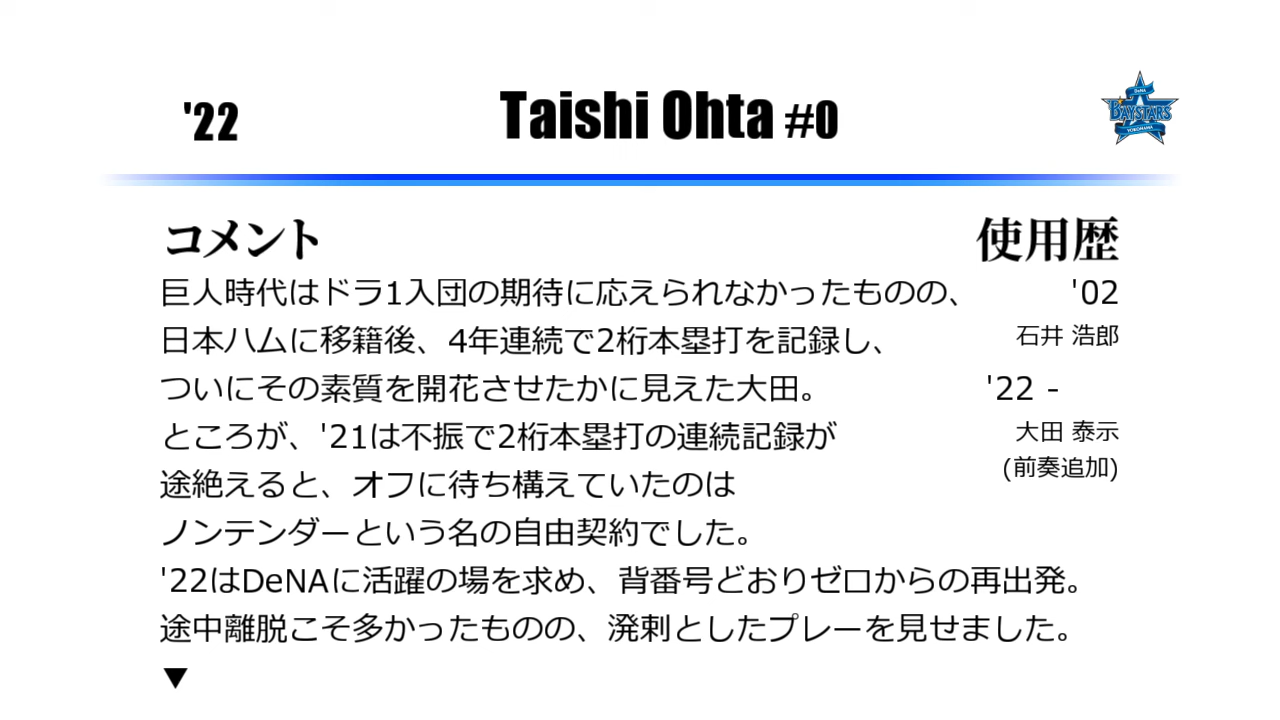 '22
Taishi Ohta #0
DeNA
BAYSTARS
YOKOHAMA
コメント
巨人時代はドラ1入団の期待に応えられなかったものの、
日本ハムに移籍後、4年連続で2桁本塁打を記録し、
ついにその素質を開花させたかに見えた大田。
ところが、'21は不振で2桁本塁打の連続記録が
途絶えると、オフに待ち構えていたのは
ノンテンダーという名の自由契約でした。
'22はDeNAに活躍の場を求め、背番号どおりゼロからの再出発。
途中離脱こそ多かったものの、溌剌としたプレーを見せました。
▼
使用歴
'02
石井 浩郎
'22 -
大田 泰示
(前奏追加)